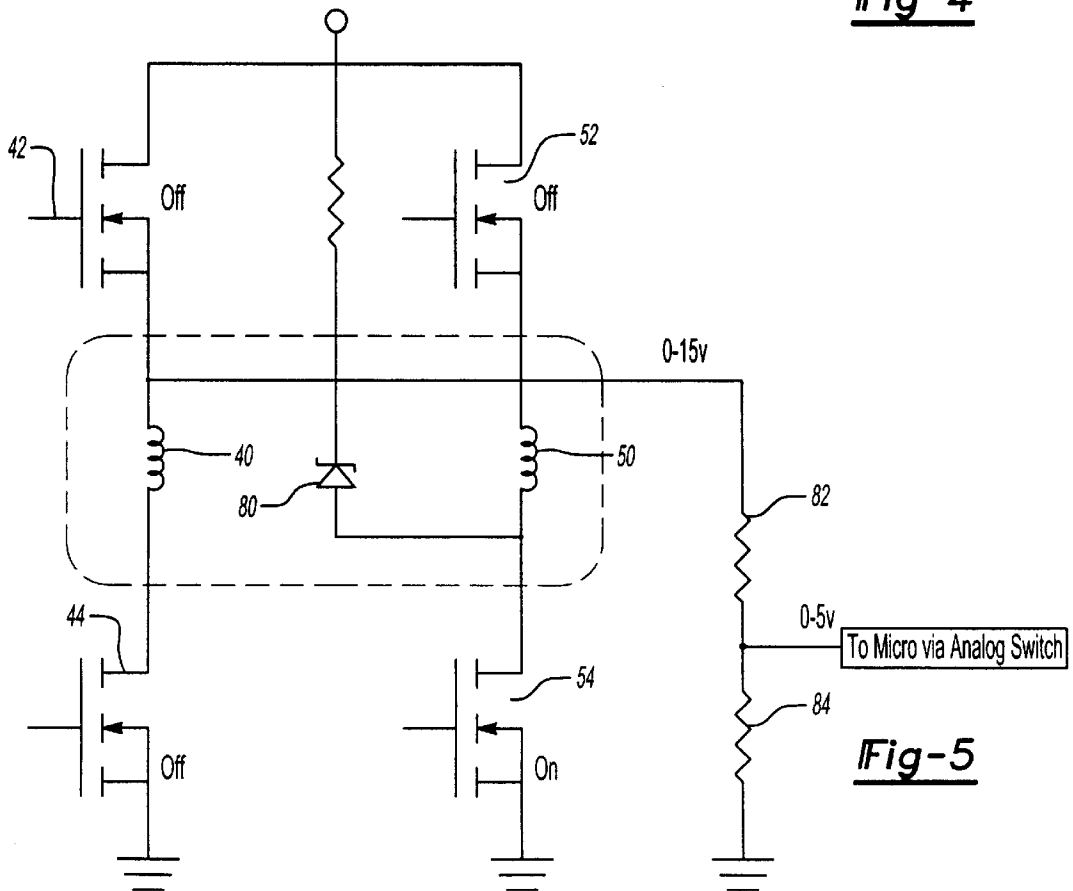 Fig-4
42
Off
52
Off
0-15v
40
80
50
82
44
Off
54
On
0-5v
To Micro via Analog Switch
84
Fig-5